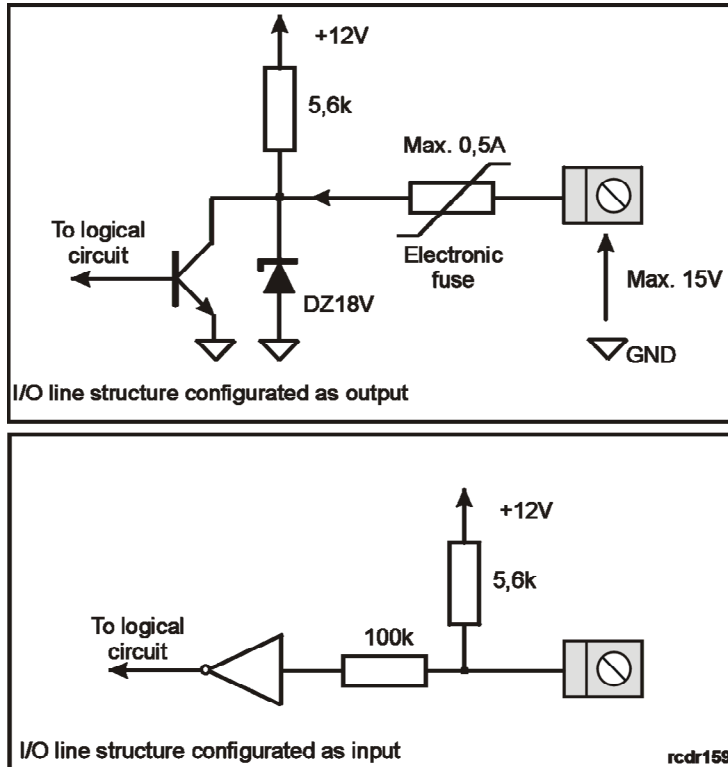 +12V
5,6k
Max. 0,5A
To logical
circuit
Electronic
fuse
DZ18V
Max. 15V
GND
I/O line structure configurated as output
+12V
5,6k
To logical
circuit
100k
I/O line structure configurated as input
rcdr159